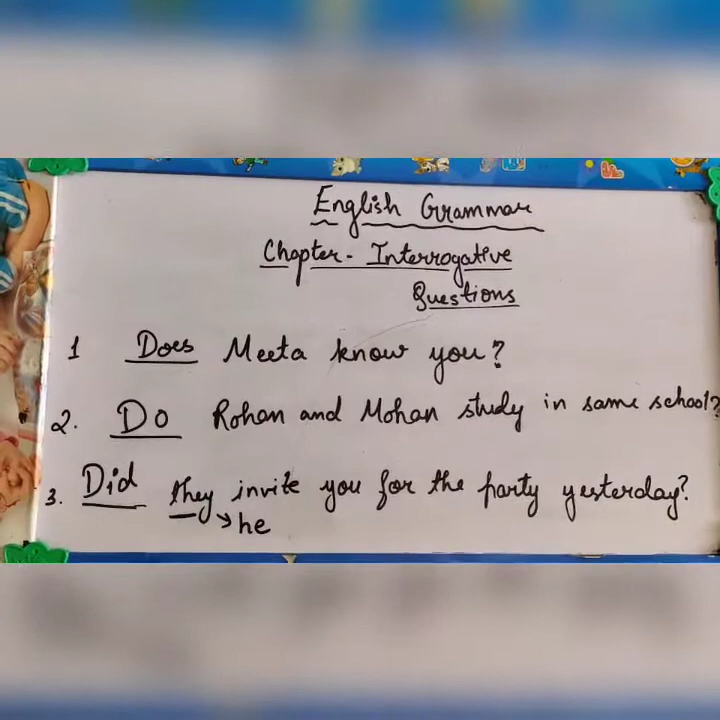 English Grammar
Chapter - Interrogative
Questions
1 Does Meeta know you?
2. Do Rohan and Mohan study in same school?
3. Did they invite you for the party yesterday?
→ he